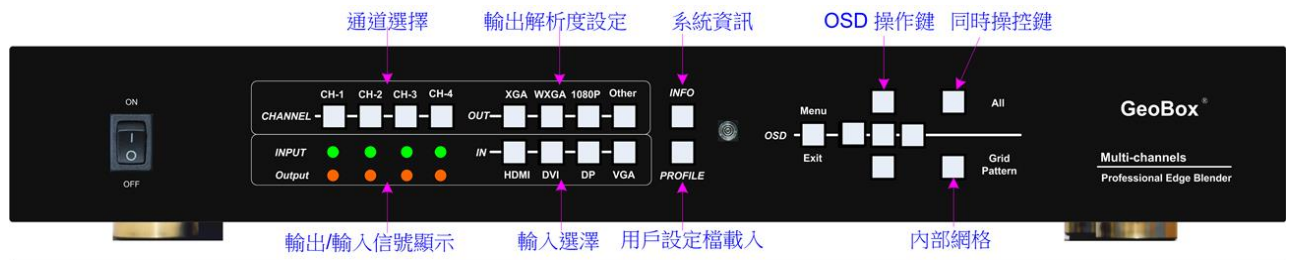 通道選擇
輸出解析度設定
系統資訊
OSD 操作鍵
同時操控鍵
ON
OFF
CH-1 CH-2 CH-3 CH-4
CHANNEL
INPUT
Output
XGA WXGA 1080P Other
OUT
IN
HDMI DVI DP VGA
INFO
PROFILE
Menu
OSD
Exit
All
Grid
Pattern
GeoBox®
Multi-channels
Professional Edge Blender
輸出/輸入信號顯示
輸入選澤
用戶設定檔載入
內部網格